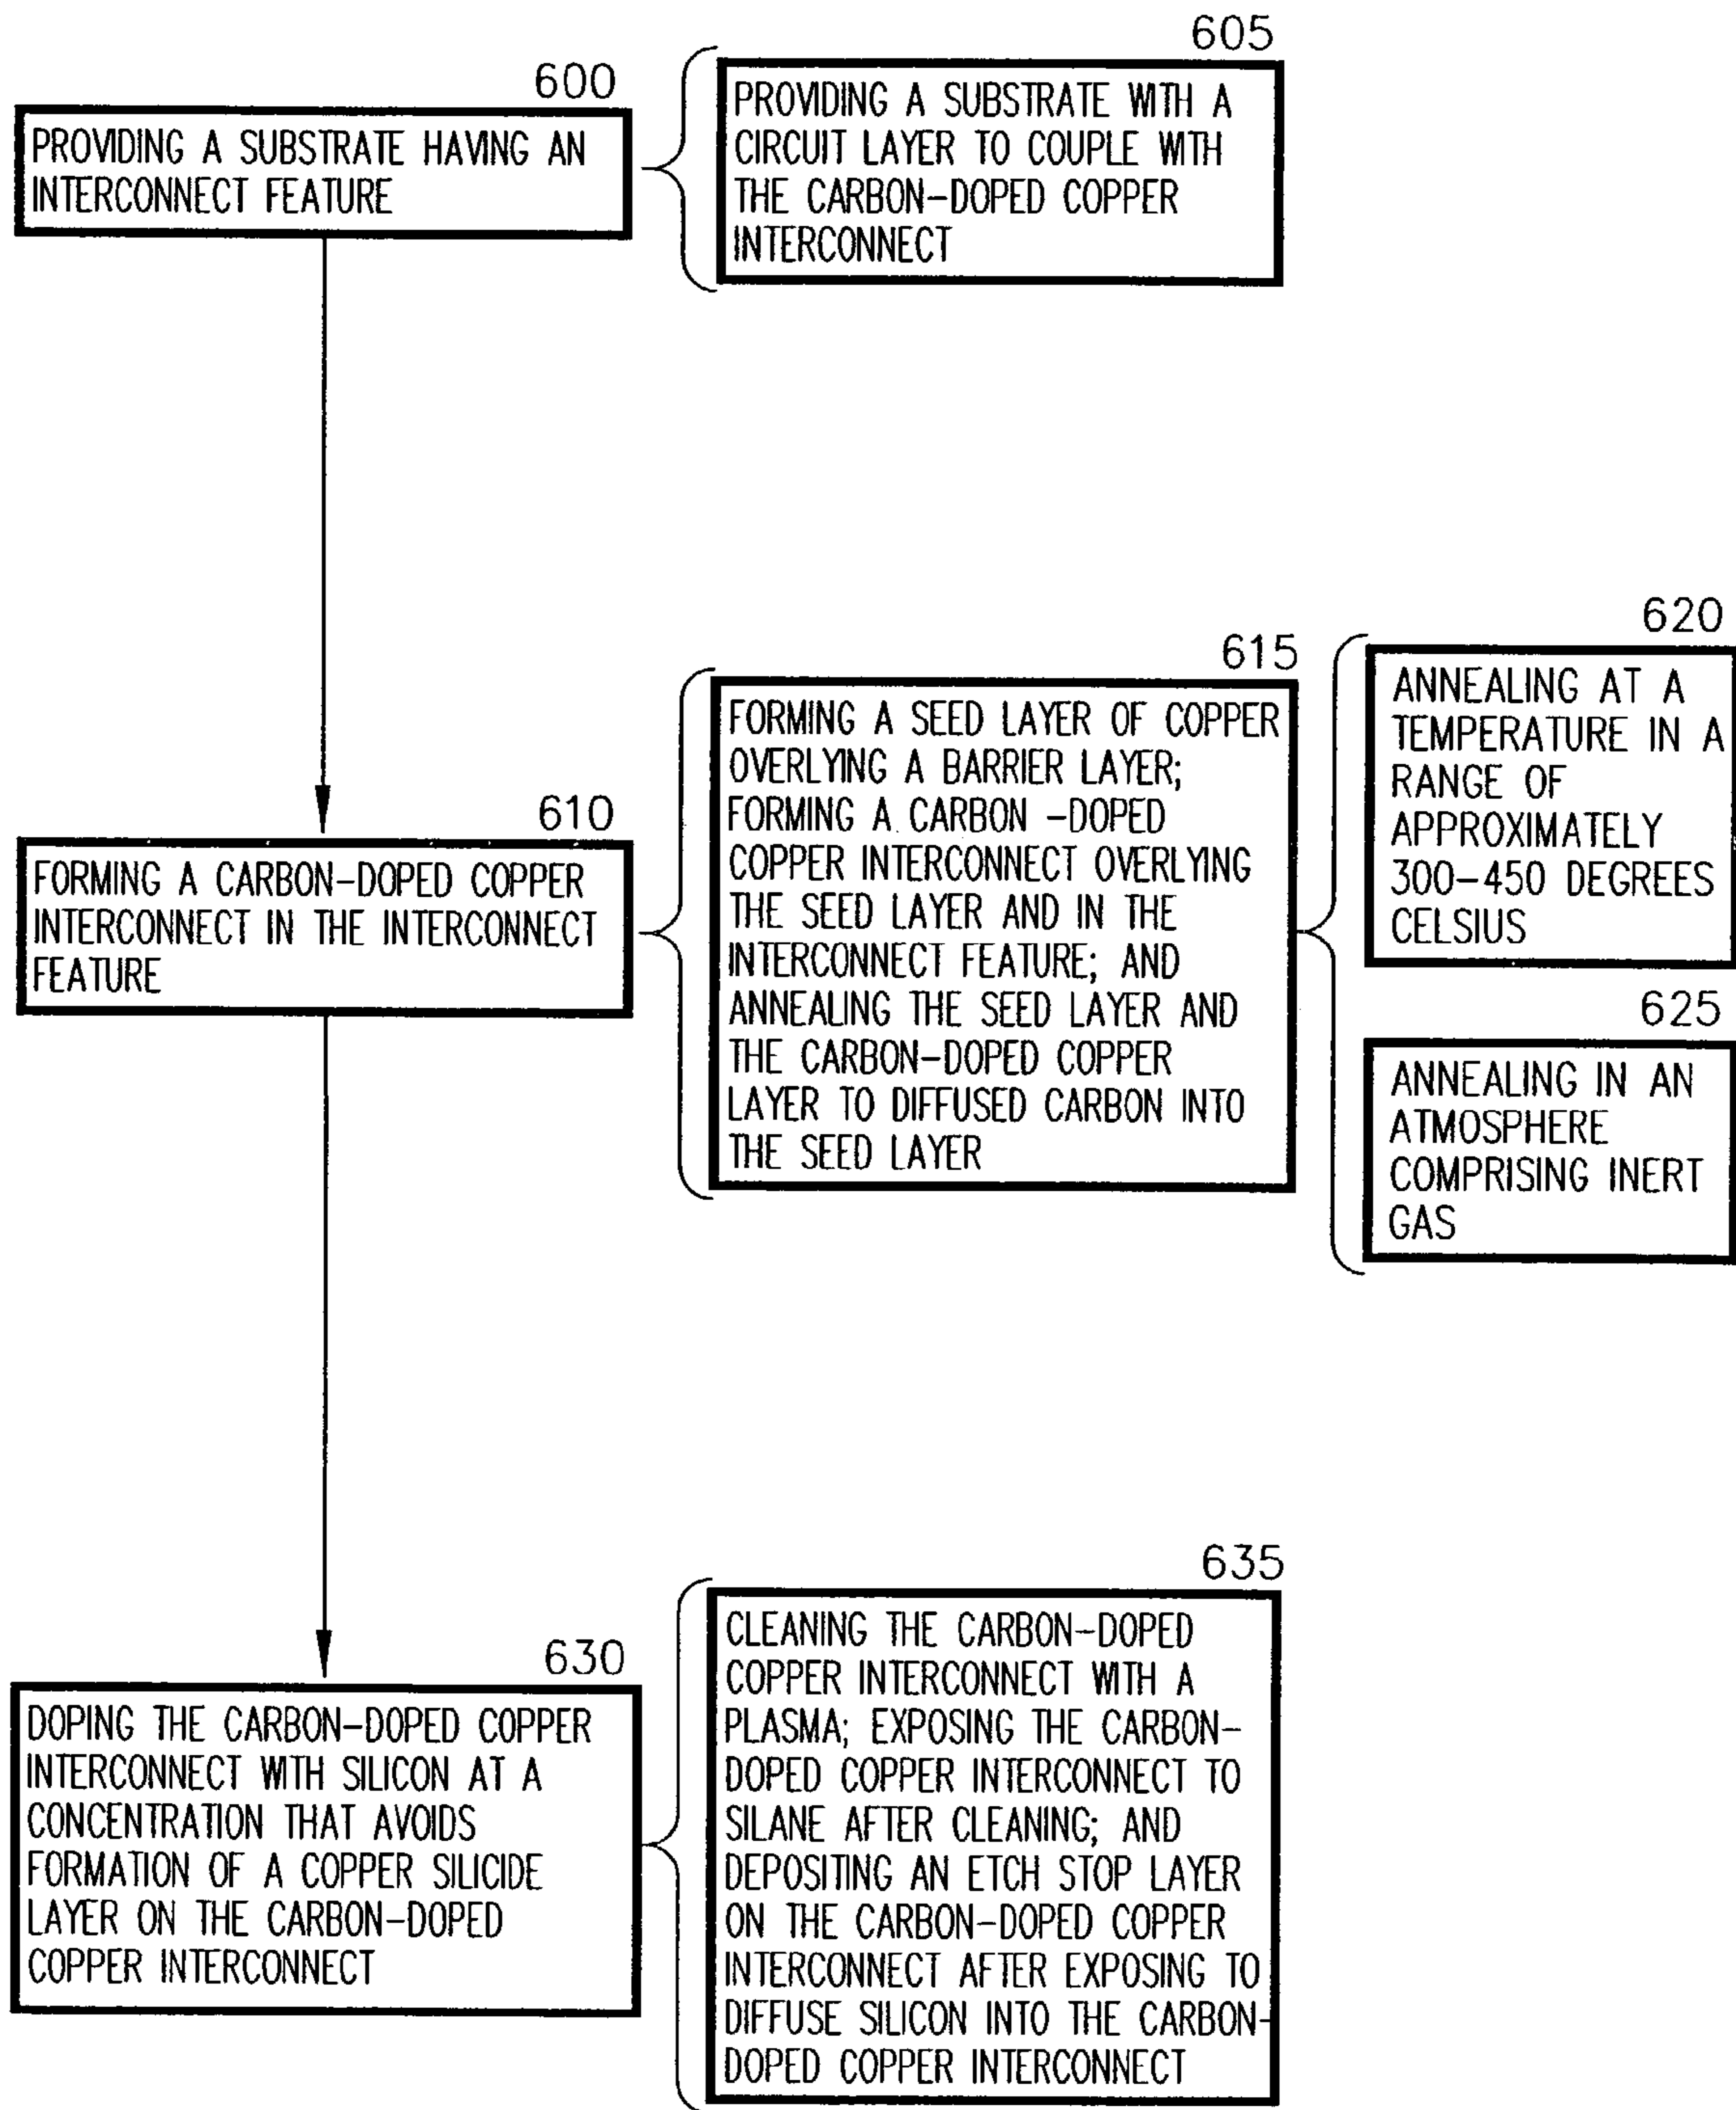 600
PROVIDING A SUBSTRATE HAVING AN
INTERCONNECT FEATURE
605
PROVIDING A SUBSTRATE WITH A
CIRCUIT LAYER TO COUPLE WITH
THE CARBON-DOPED COPPER
INTERCONNECT
610
FORMING A CARBON-DOPED COPPER
INTERCONNECT IN THE INTERCONNECT
FEATURE
615
FORMING A SEED LAYER OF COPPER
OVERLYING A BARRIER LAYER;
FORMING A CARBON -DOPED
COPPER INTERCONNECT OVERLYING
THE SEED LAYER AND IN THE
INTERCONNECT FEATURE; AND
ANNEALING THE SEED LAYER AND
THE CARBON-DOPED COPPER
LAYER TO DIFFUSED CARBON INTO
THE SEED LAYER
620
ANNEALING AT A
TEMPERATURE IN A
RANGE OF
APPROXIMATELY
300-450 DEGREES
CELSIUS
625
ANNEALING IN AN
ATMOSPHERE
COMPRISING INERT
GAS
630
DOPING THE CARBON-DOPED COPPER
INTERCONNECT WITH SILICON AT A
CONCENTRATION THAT AVOIDS
FORMATION OF A COPPER SILICIDE
LAYER ON THE CARBON-DOPED
COPPER INTERCONNECT
635
CLEANING THE CARBON-DOPED
COPPER INTERCONNECT WITH A
PLASMA; EXPOSING THE CARBON-
DOPED COPPER INTERCONNECT TO
SILANE AFTER CLEANING; AND
DEPOSITING AN ETCH STOP LAYER
ON THE CARBON-DOPED COPPER
INTERCONNECT AFTER EXPOSING TO
DIFFUSE SILICON INTO THE CARBON-
DOPED COPPER INTERCONNECT